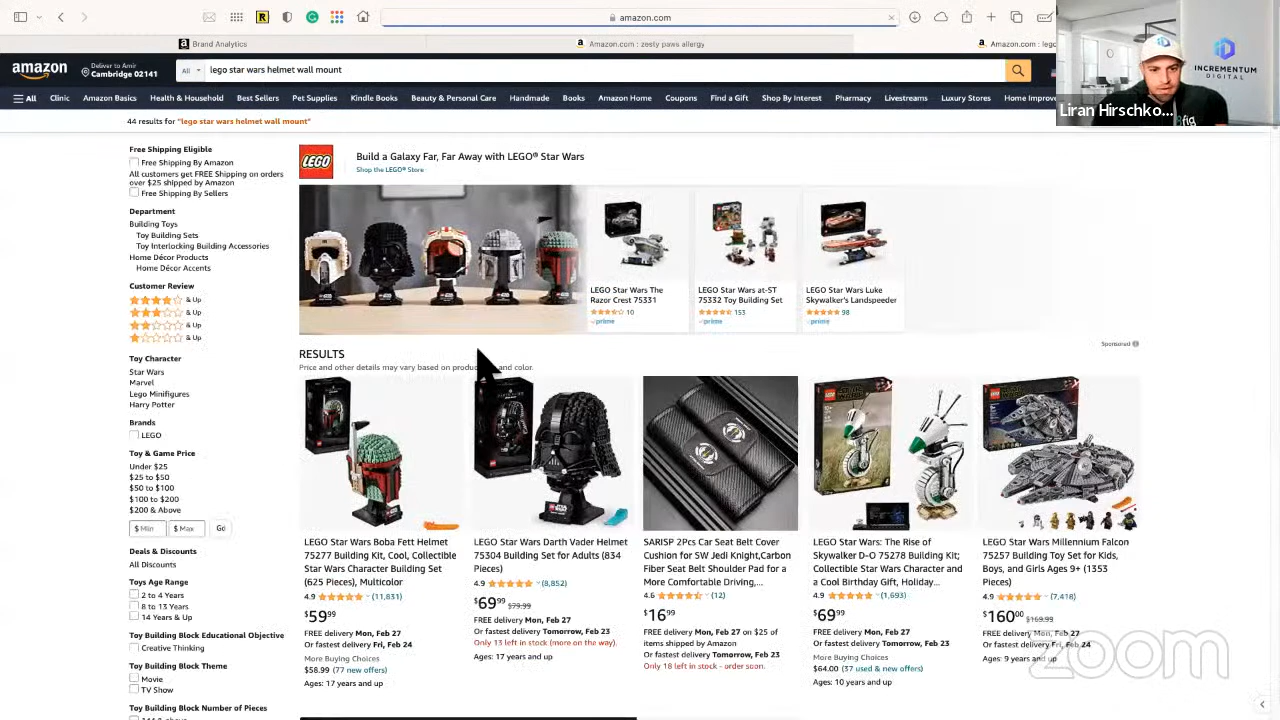 amazon.com
Brand Analytics
Amazon.com : zesty paws allergy
Amazon.com : lego
INCREMENTUM
DIGITAL
Liran Hirschko...
8fig
amazon
Deliver to Amir
Cambridge 02141
All
lego star wars helmet wall mount
All
Clinic
Amazon Basics
Health & Household
Best Sellers
Pet Supplies
Kindle Books
Beauty & Personal Care
Handmade
Books
Amazon Home
Coupons
Find a Gift
Shop By Interest
Pharmacy
Livestreams
Luxury Stores
Home Improve
44 results for "lego star wars helmet wall mount"
Free Shipping Eligible
Free Shipping By Amazon
All customers get FREE Shipping on orders
over $25 shipped by Amazon
Free Shipping By Sellers
Department
Building Toys
Toy Building Sets
Toy Interlocking Building Accessories
Home Décor Products
Home Décor Accents
Customer Review
& Up
& Up
& Up
& Up
Toy Character
Star Wars
Marvel
Lego Minifigures
Harry Potter
Brands
LEGO
Toy & Game Price
Under $25
$25 to $50
$50 to $100
$100 to $200
$200 & Above
$ Min
$ Max
Go
Deals & Discounts
All Discounts
Toys Age Range
2 to 4 Years
8 to 13 Years
14 Years & Up
Toy Building Block Educational Objective
Creative Thinking
Toy Building Block Theme
Movie
TV Show
Toy Building Block Number of Pieces
LEGO
Build a Galaxy Far, Far Away with LEGO® Star Wars
Shop the LEGO® Store
LEGO Star Wars The
Razor Crest 75331
10
prime
LEGO Star Wars at-ST
75332 Toy Building Set
153
prime
LEGO Star Wars Luke
Skywalker's Landspeeder
98
prime
Sponsored
RESULTS
Price and other details may vary based on and color.
LEGO Star Wars Boba Fett Helmet
75277 Building Kit, Cool, Collectible
Star Wars Character Building Set
(625 Pieces), Multicolor
4.9 (11,831)
$59.99
FREE delivery Mon, Feb 27
Or fastest delivery Fri, Feb 24
More Buying Choices
$58.99 (77 new offers)
Ages: 17 years and up
LEGO Star Wars Darth Vader Helmet
75304 Building Set for Adults (834
Pieces)
4.9 (8,852)
$69.99 $79.99
FREE delivery Mon, Feb 27
Or fastest delivery Tomorrow, Feb 23
Only 13 left in stock (more on the way).
Ages: 17 years and up
SARISP 2Pcs Car Seat Belt Cover
Cushion for SW Jedi Knight,Carbon
Fiber Seat Belt Shoulder Pad for a
More Comfortable Driving,...
4.6 (12)
$16.99
FREE delivery Mon, Feb 27 on $25 of
items shipped by Amazon
Or fastest delivery Tomorrow, Feb 23
Only 18 left in stock - order soon.
LEGO Star Wars: The Rise of
Skywalker D-O 75278 Building Kit;
Collectible Star Wars Character and
a Cool Birthday Gift, Holiday...
4.9 (1,693)
$69.99
FREE delivery Mon, Feb 27
Or fastest delivery Tomorrow, Feb 23
More Buying Choices
$64.00 (37 used & new offers)
Ages: 10 years and up
LEGO Star Wars Millennium Falcon
75257 Building Toy Set for Kids,
Boys, and Girls Ages 9+ (1353
Pieces)
4.9 (7,418)
$160.00 $169.99
FREE delivery Mon, Feb 27
Or fastest delivery Fri, Feb 24
Ages: 9 years and up
zoom